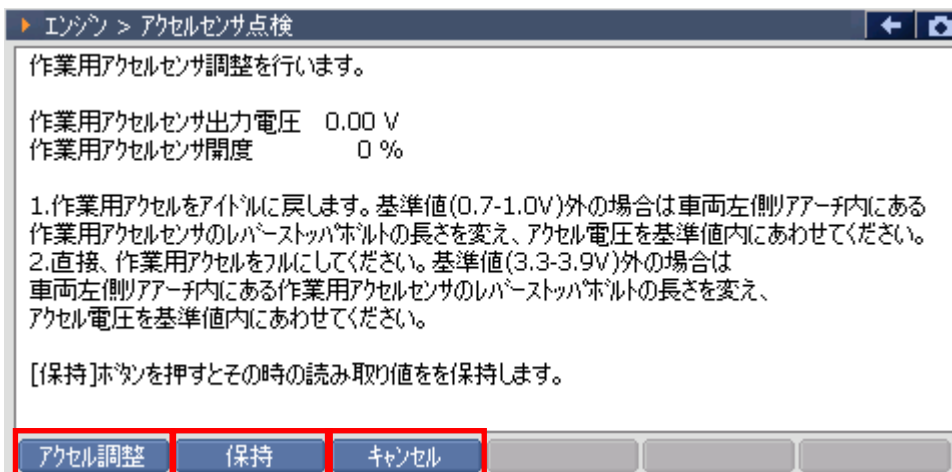 エンジン > アクセルセンサ点検
作業用アクセルセンサ調整を行います。
作業用アクセルセンサ出力電圧 0.00 V
作業用アクセルセンサ開度 0 %
1.作業用アクセルをアイドルに戻します。基準値(0.7-1.0V)外の場合は車両左側リアアーチ内にある
作業用アクセルセンサのレバーストッパボルトの長さを変え、アクセル電圧を基準値内にあわせてください。
2.直接、作業用アクセルをフルにしてください。基準値(3.3-3.9V)外の場合は
車両左側リアアーチ内にある作業用アクセルセンサのレバーストッパボルトの長さを変え、
アクセル電圧を基準値内にあわせてください。
[保持]ボタンを押すとその時の読み取り値をを保持します。
アクセル調整 保持 キャンセル